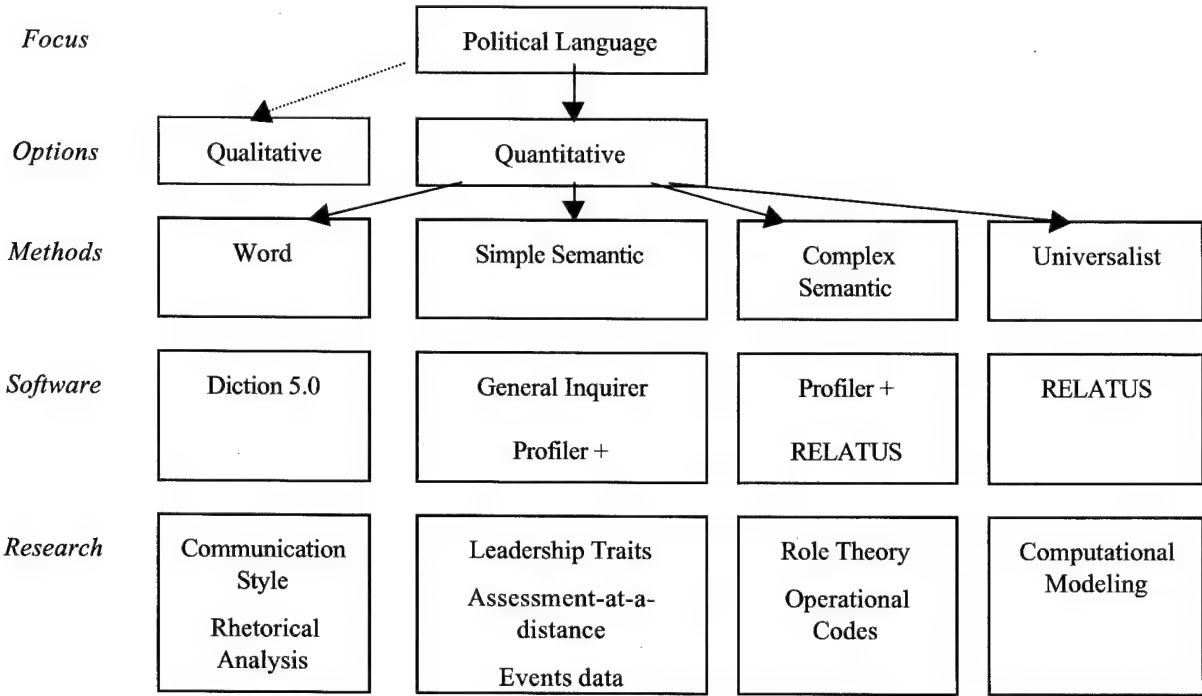 Focus
Political Language
Options
Qualitative
Quantitative
Methods
Word
Simple Semantic
Complex
Semantic
Universalist
Software
Diction 5.0
General Inquirer
Profiler +
Profiler +
RELATUS
RELATUS
Research
Communication
Style
Rhetorical
Analysis
Leadership Traits
Assessment-at-a-
distance
Events data
Role Theory
Operational
Codes
Computational
Modeling